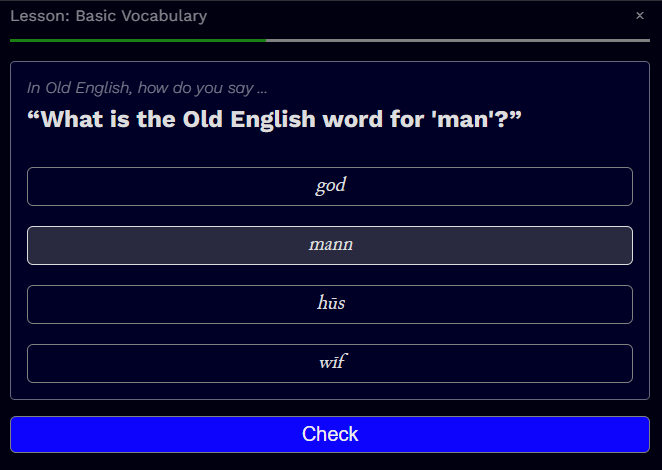 Lesson: Basic Vocabulary ×
In Old English, how do you say ...
“What is the Old English word for 'man'?”
god
mann
hūs
wīf
Check